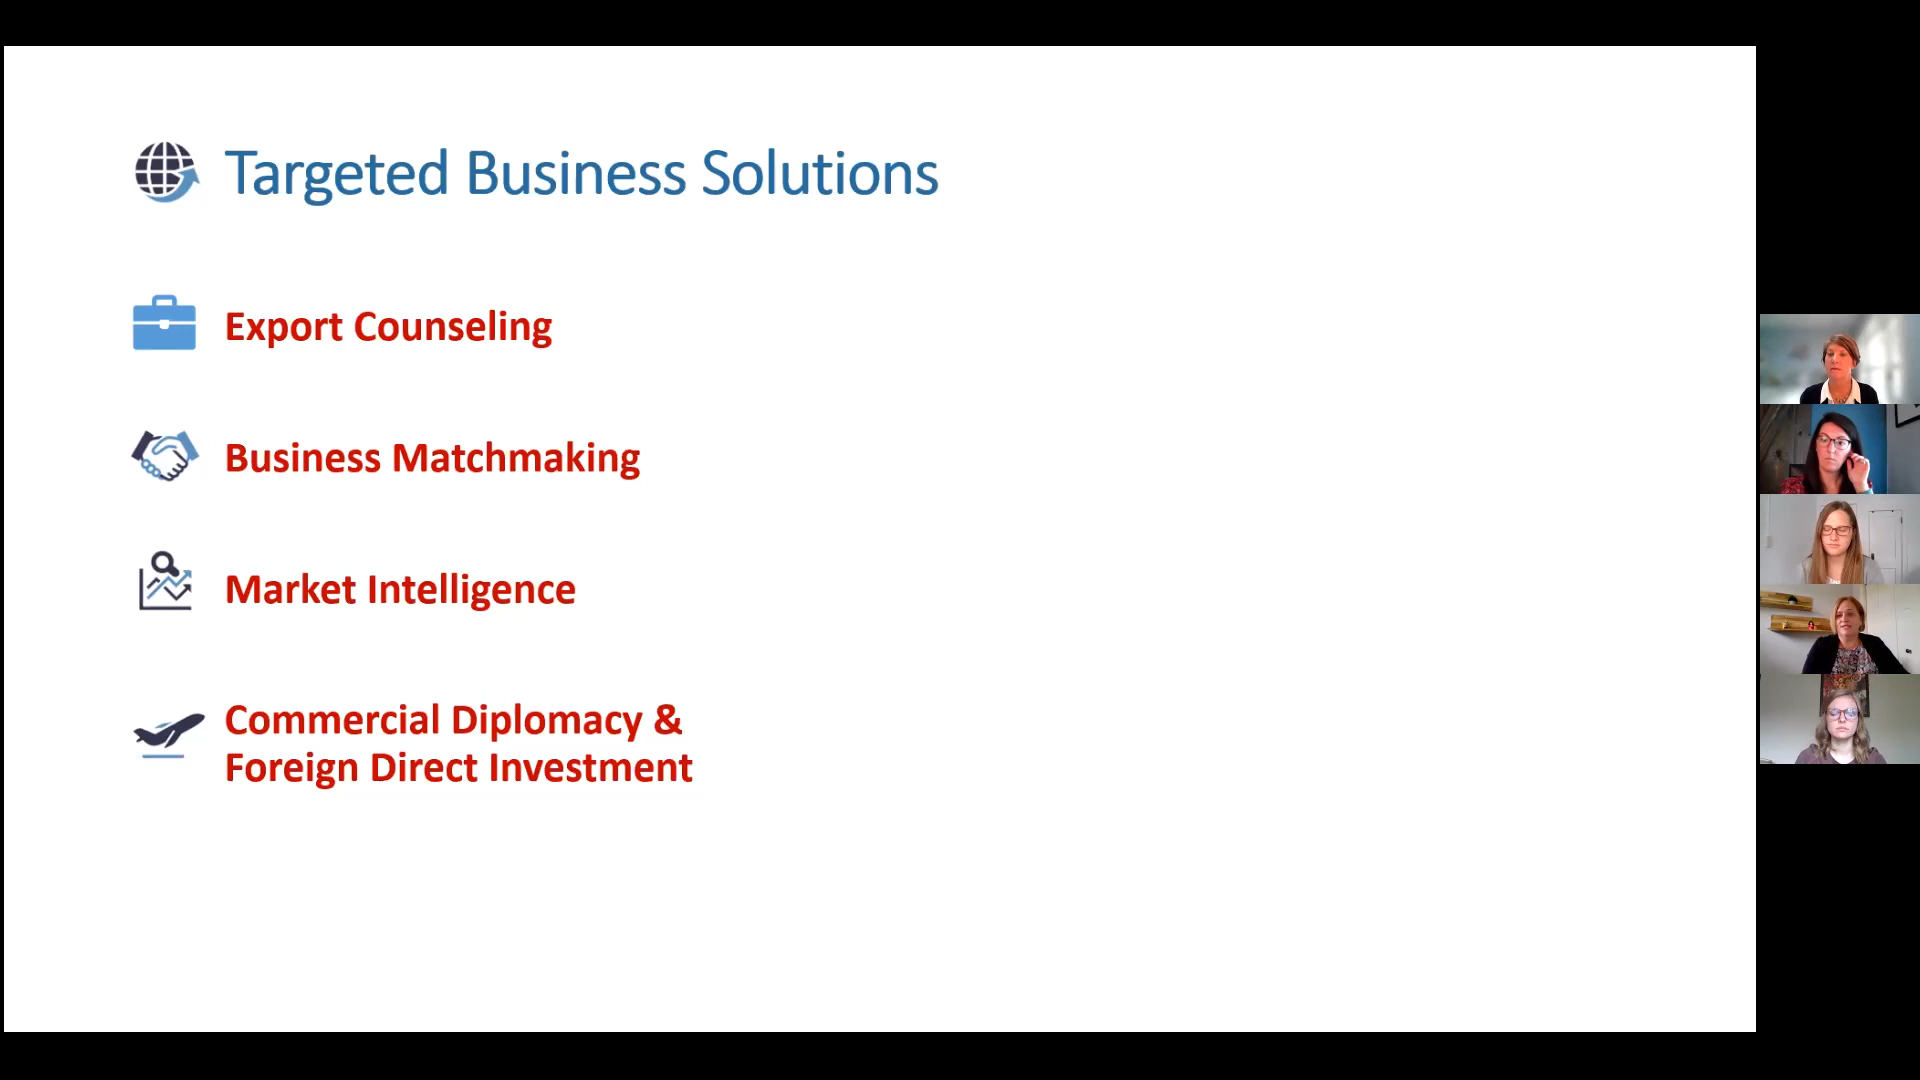 Targeted Business Solutions
Export Counseling
Business Matchmaking
Market Intelligence
Commercial Diplomacy &
Foreign Direct Investment